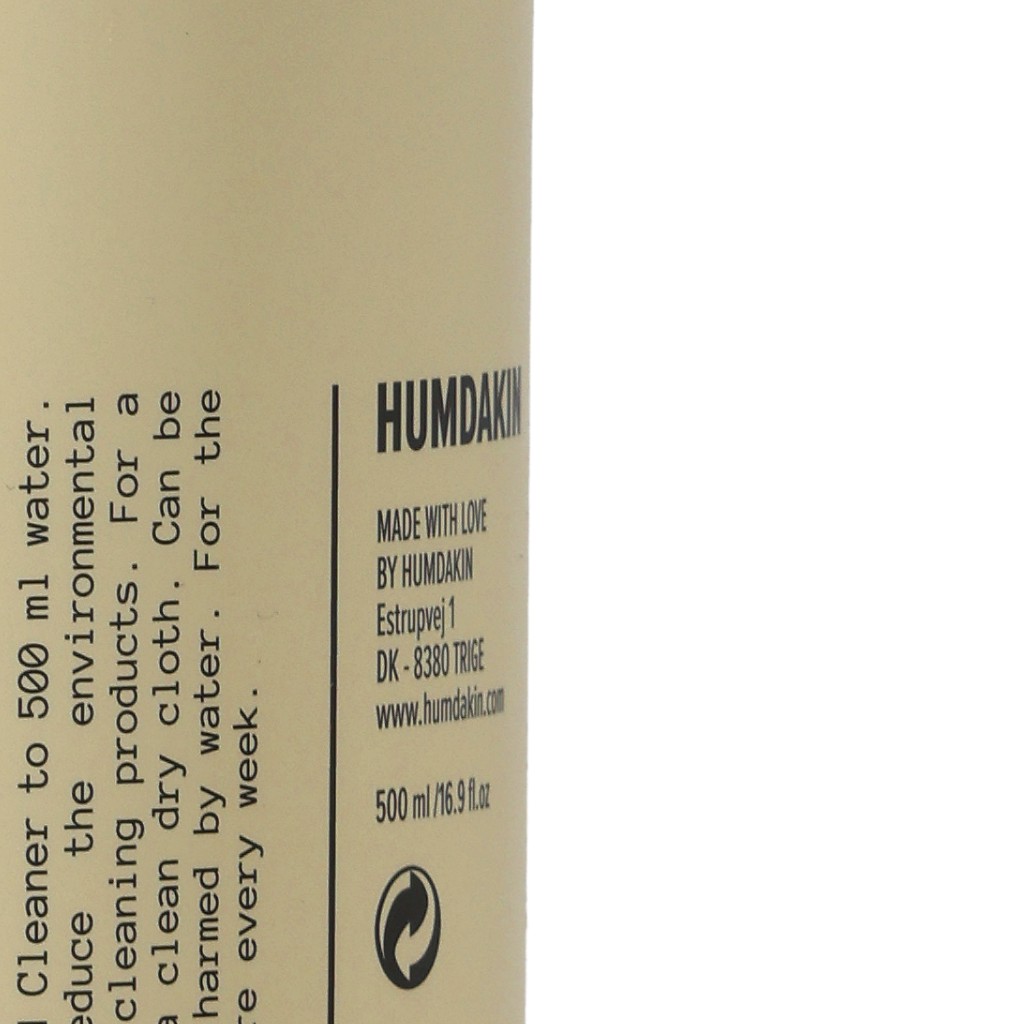 Cleaner to 500 ml water.
the environmental
cleaning products. For a
clean dry cloth. Can be
harmed by water. For the
every week.
HUMDAKIN
MADE WITH LOVE
BY HUMDAKIN
Estrupvej 1
DK - 8380 TRIGE
www.humdakin.com
500 ml /16.9 fl.oz